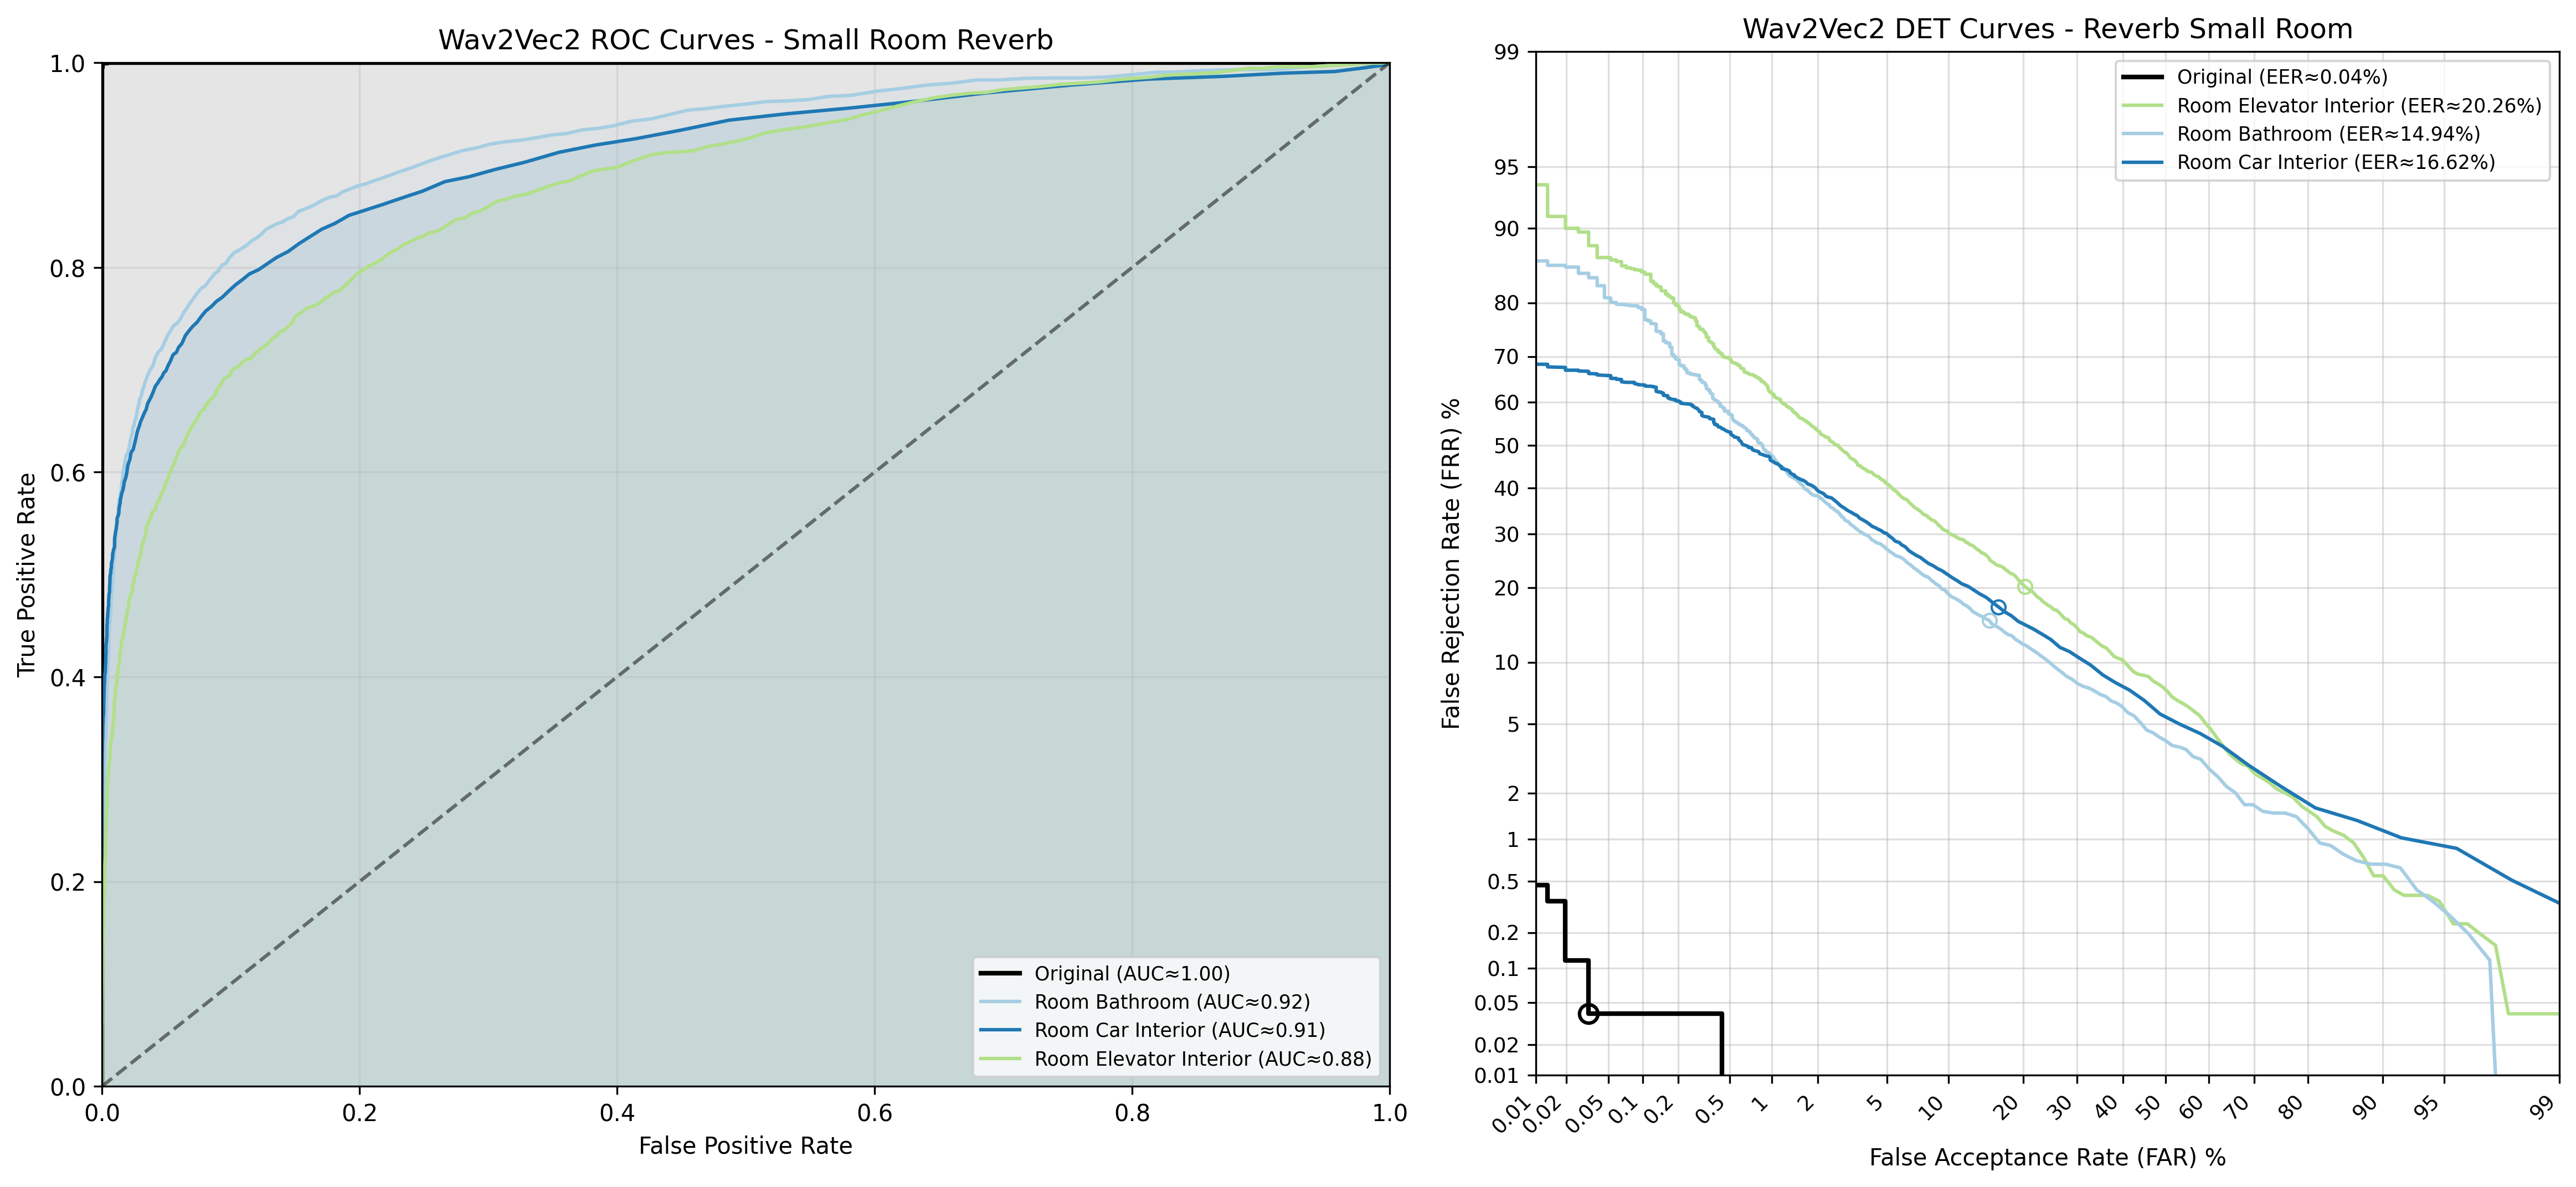 Wav2Vec2 ROC Curves - Small Room Reverb
True Positive Rate
1.0
0.8
0.6
0.4
0.2
0.0
0.0 0.2 0.4 0.6 0.8 1.0
False Positive Rate
Original (AUC≈1.00)
Room Bathroom (AUC≈0.92)
Room Car Interior (AUC≈0.91)
Room Elevator Interior (AUC≈0.88)
Wav2Vec2 DET Curves - Reverb Small Room
False Rejection Rate (FRR) %
99
95
90
80
70
60
50
40
30
20
10
5
2
1
0.5
0.2
0.1
0.05
0.02
0.01
0.01 0.02 0.05 0.1 0.2 0.5 1 2 5 10 20 30 40 50 60 70 80 90 95 99
False Acceptance Rate (FAR) %
Original (EER≈0.04%)
Room Elevator Interior (EER≈20.26%)
Room Bathroom (EER≈14.94%)
Room Car Interior (EER≈16.62%)